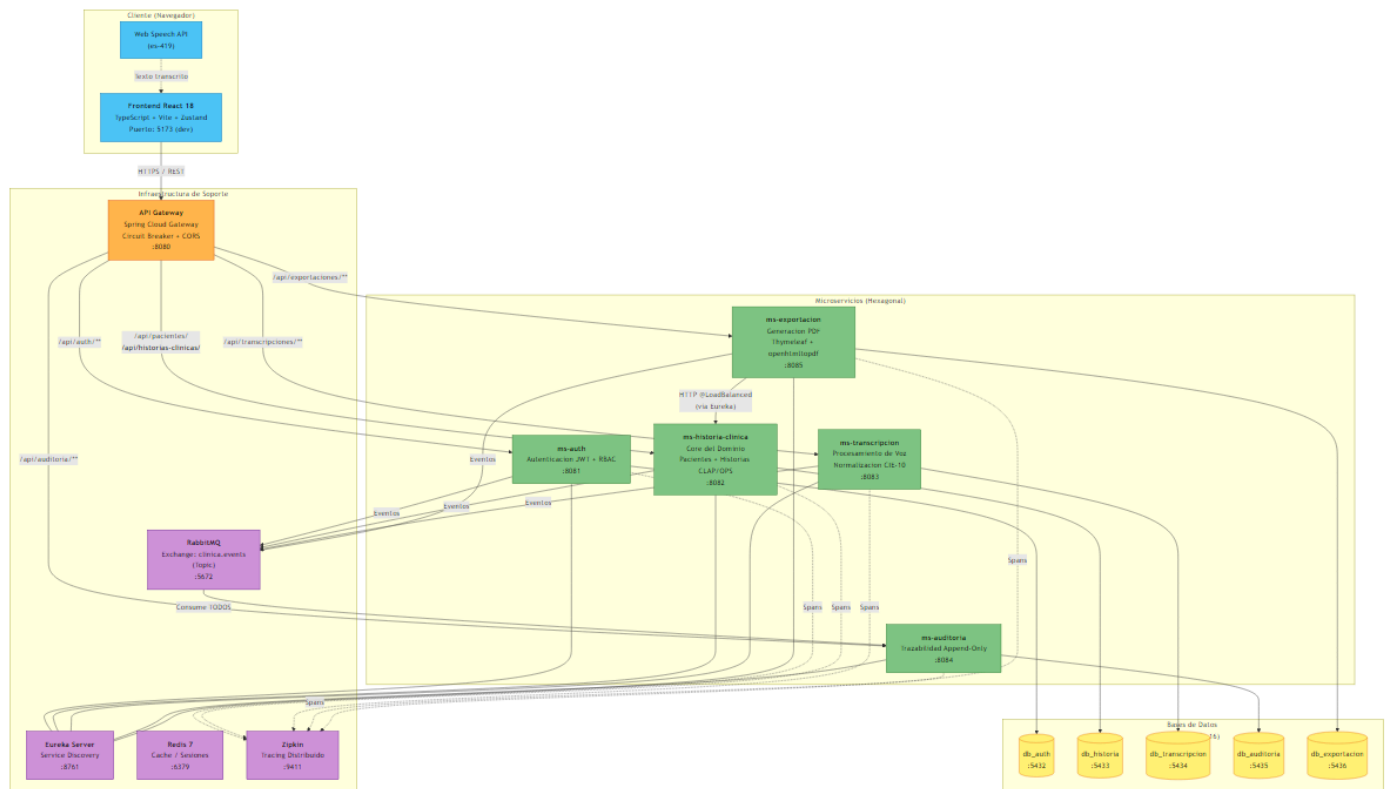 Cliente (Navegador)
Web Speech API
(es-419)
Texto transcrito
Frontend React 18
TypeScript + Vite + Zustand
Puerto: 5173 (dev)
HTTPS / REST
Infraestructura de Soporte
API Gateway
Spring Cloud Gateway
Circuit Breaker + CORS
:8080
/api/exportaciones/**
/api/auth/**
/api/pacientes/
/api/historias-clinicas/
/api/transcripciones/**
/api/auditoria/**
Microservicios (Hexagonal)
ms-exportacion
Generacion PDF
Thymeleaf +
openhtmltopdf
:8085
HTTP @LoadBalanced
(via Eureka)
ms-auth
Autenticacion JWT + RBAC
:8081
ms-historia-clinica
Core del Dominio
Pacientes + Historias
CLAP/OPS
:8082
ms-transcripcion
Procesamiento de Voz
Normalizacion CIE-10
:8083
Eventos
Eventos
Eventos
Eventos
RabbitMQ
Exchange: clinica.events
(Topic)
:5672
Consume TODOS
Spans
Spans
Spans
Spans
ms-auditoria
Trazabilidad Append-Only
:8084
Spans
Eureka Server
Service Discovery
:8761
Redis 7
Cache / Sesiones
:6379
Zipkin
Tracing Distribuido
:9411
Bases de Datos
16)
db_auth
:5432
db_historia
:5433
db_transcripcion
:5434
db_auditoria
:5435
db_exportacion
:5436